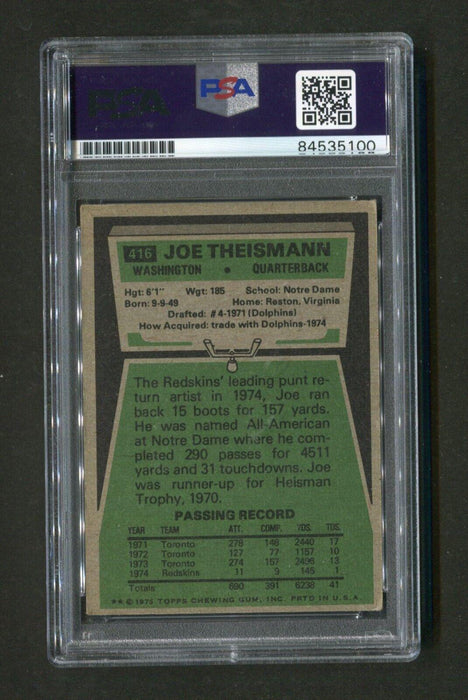 PSA
84535100
416 JOE THEISMANN
WASHINGTON • QUARTERBACK
Hgt: 6'1" Wgt: 185 School: Notre Dame
Born: 9-9-49 Home: Reston, Virginia
Drafted: #4-1971 (Dolphins)
How Acquired: trade with Dolphins-1974
The Redskins' leading punt re-
turn artist in 1974, Joe ran
back 15 boots for 157 yards.
He was named All-American
at Notre Dame where he com-
pleted 290 passes for 4511
yards and 31 touchdowns. Joe
was runner-up for Heisman
Trophy, 1970.
PASSING RECORD
YEAR TEAM ATT. COMP. YDS. TDS.
1971 Toronto 278 148 2440 17
1972 Toronto 127 77 1157 10
1973 Toronto 274 157 2496 13
1974 Redskins 11 9 145 1
Totals 690 391 6238 41
** © 1975 TOPPS CHEWING GUM, INC. PRTD IN U.S.A.